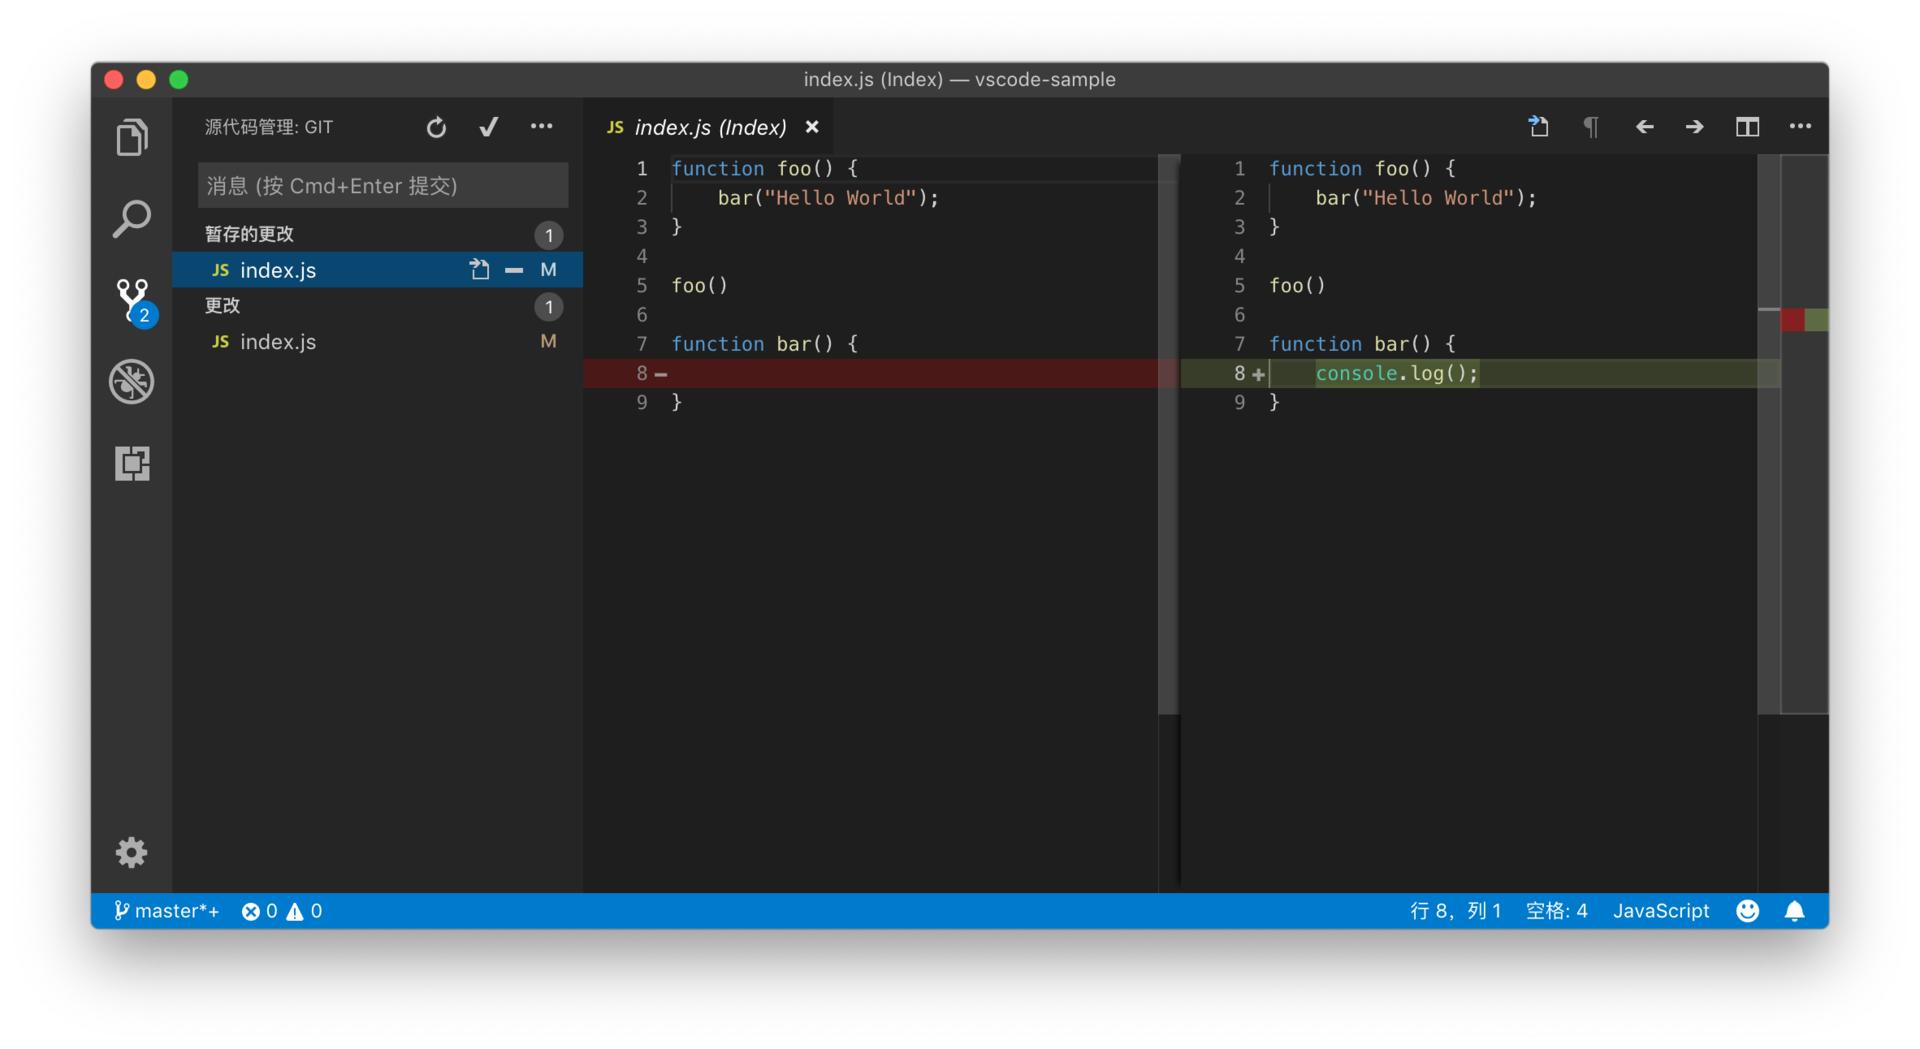 index.js (Index) — vscode-sample
源代码管理: GIT
消息 (按 Cmd+Enter 提交)
暂存的更改 1
JS index.js M
更改 1
JS index.js M
2
JS index.js (Index)
1 function foo() {
2 bar("Hello World");
3 }
4
5 foo()
6
7 function bar() {
8 −
9 }
1 function foo() {
2 bar("Hello World");
3 }
4
5 foo()
6
7 function bar() {
8 + console.log();
9 }
master*+ 0 0
行 8，列 1 空格: 4 JavaScript